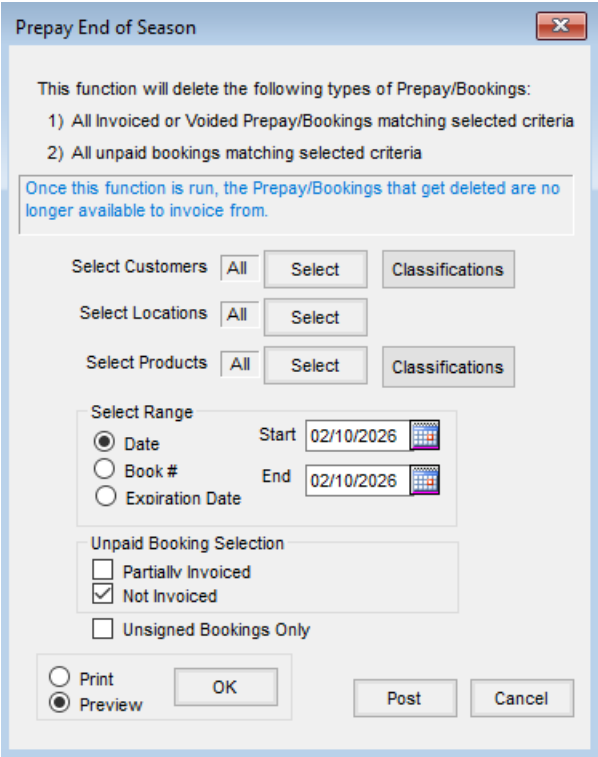 Prepay End of Season
This function will delete the following types of Prepay/Bookings:
1) All Invoiced or Voided Prepay/Bookings matching selected criteria
2) All unpaid bookings matching selected criteria
Once this function is run, the Prepay/Bookings that get deleted are no
longer available to invoice from.
Select Customers All Select Classifications
Select Locations All Select
Select Products All Select Classifications
Select Range
Date Start 02/10/2026
Book #
End 02/10/2026
Expiration Date
Unpaid Booking Selection
Partially Invoiced
Not Invoiced
Unsigned Bookings Only
Print
Preview
OK
Post Cancel